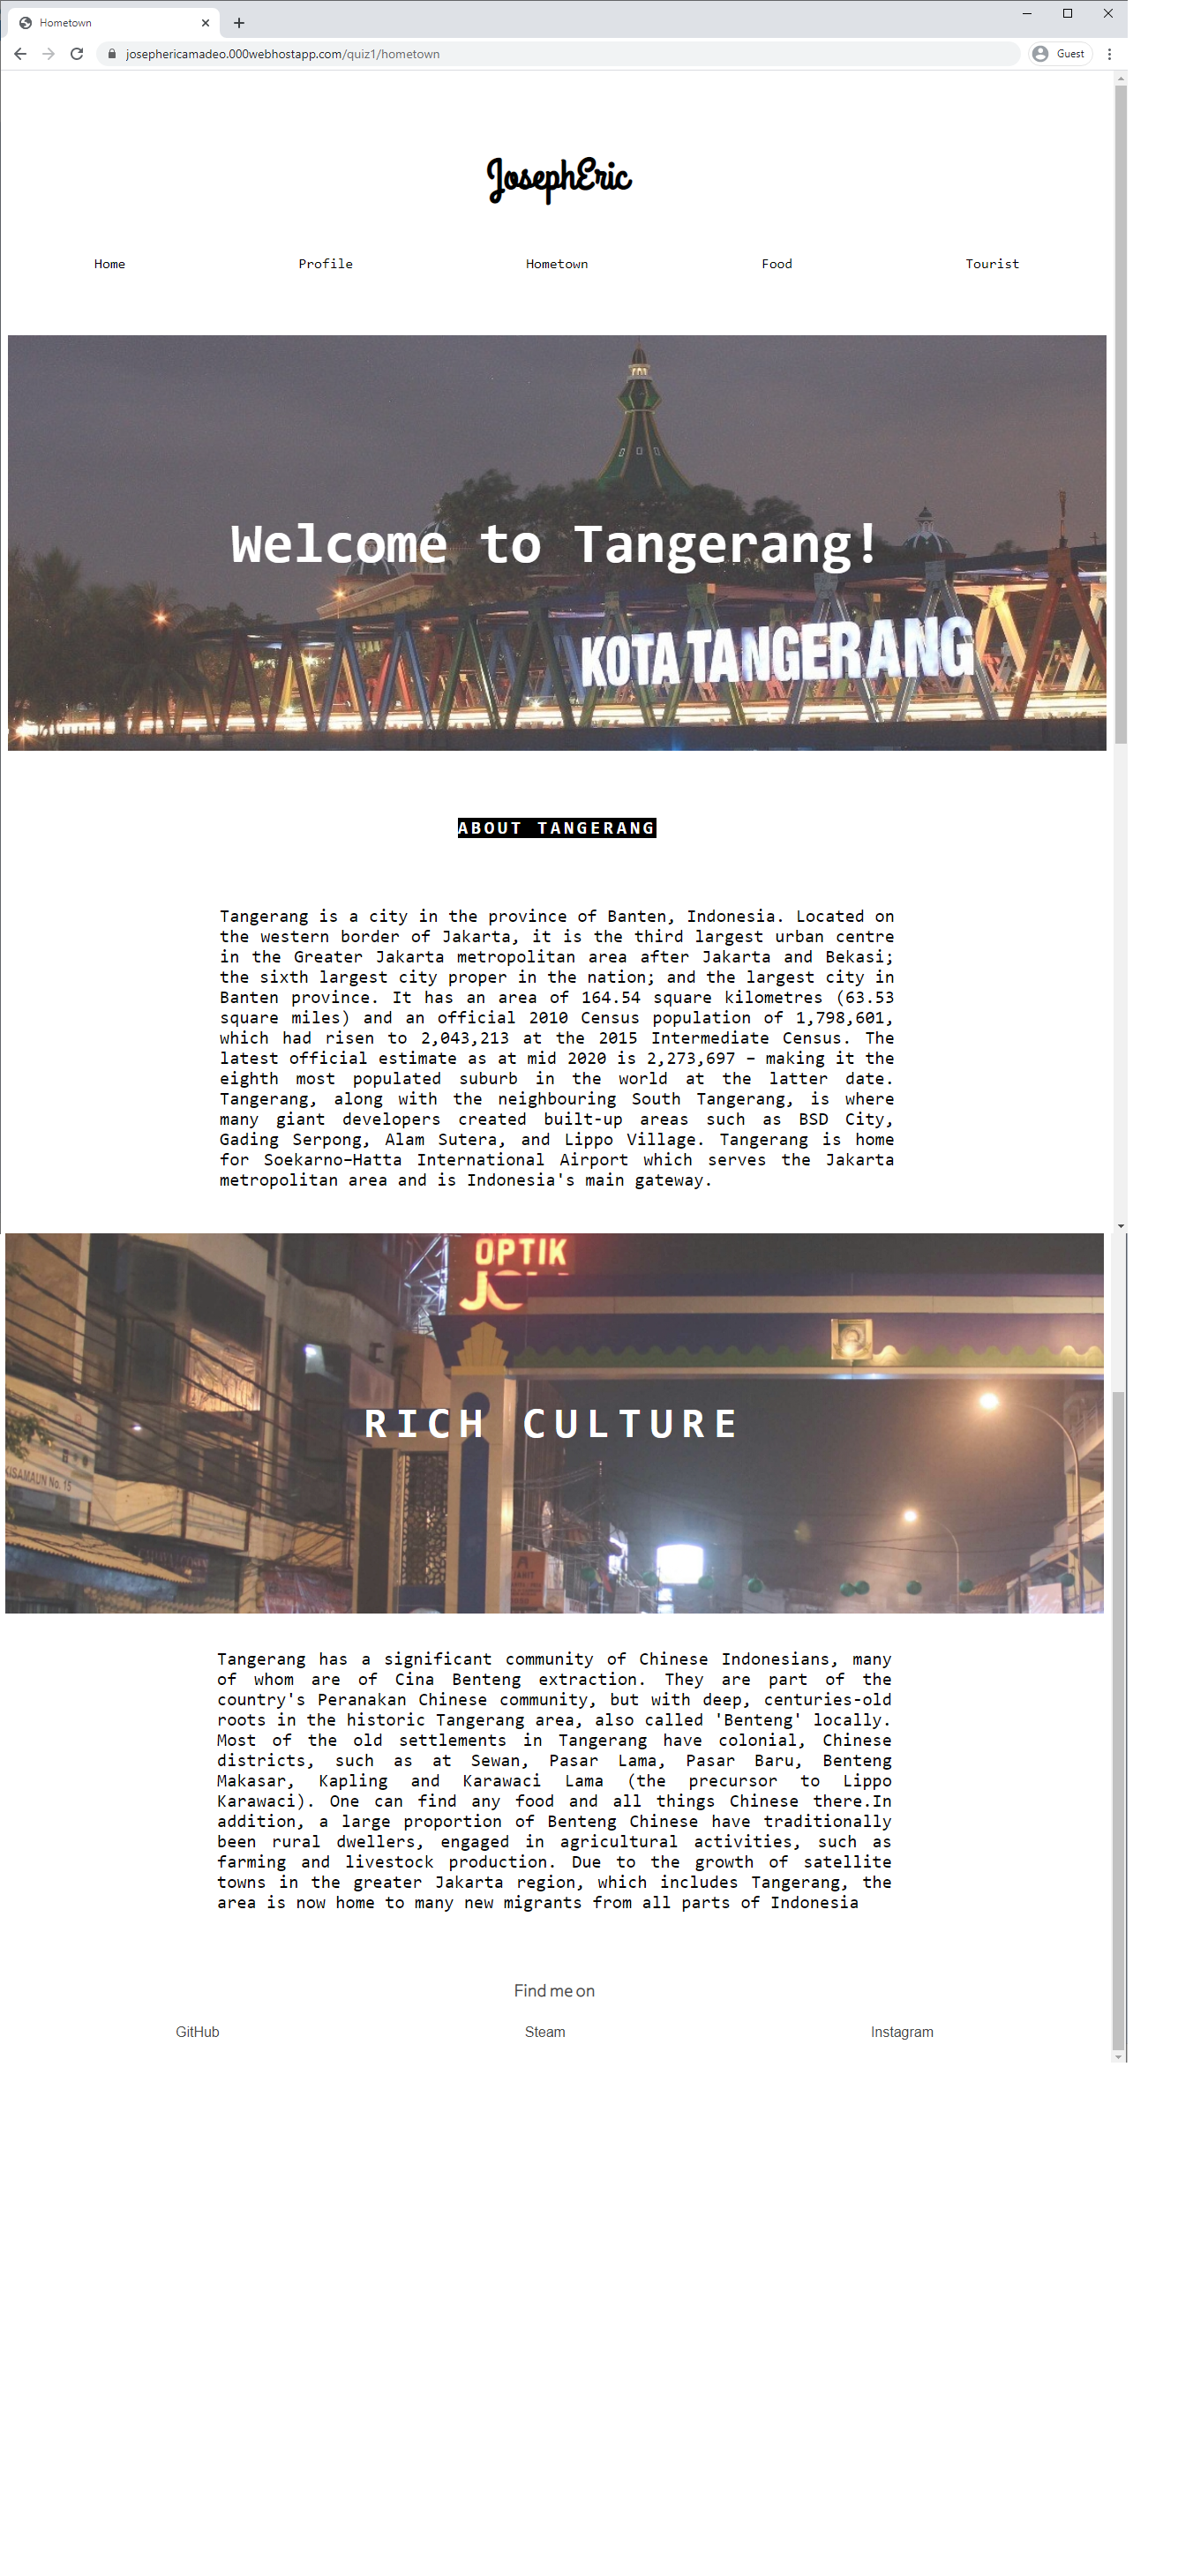 Hometown
josephericamadeo.000webhostapp.com/quiz1/hometown
Guest
JosephEric
Home Profile Hometown Food Tourist
Welcome to Tangerang!
KOTA TANGERANG
ABOUT TANGERANG
Tangerang is a city in the province of Banten, Indonesia. Located on
the western border of Jakarta, it is the third largest urban centre
in the Greater Jakarta metropolitan area after Jakarta and Bekasi;
the sixth largest city proper in the nation; and the largest city in
Banten province. It has an area of 164.54 square kilometres (63.53
square miles) and an official 2010 Census population of 1,798,601,
which had risen to 2,043,213 at the 2015 Intermediate Census. The
latest official estimate as at mid 2020 is 2,273,697 – making it the
eighth most populated suburb in the world at the latter date.
Tangerang, along with the neighbouring South Tangerang, is where
many giant developers created built-up areas such as BSD City,
Gading Serpong, Alam Sutera, and Lippo Village. Tangerang is home
for Soekarno–Hatta International Airport which serves the Jakarta
metropolitan area and is Indonesia's main gateway.
OPTIK
RICH CULTURE
KISAMAUN No. 15
Tangerang has a significant community of Chinese Indonesians, many
of whom are of Cina Benteng extraction. They are part of the
country's Peranakan Chinese community, but with deep, centuries-old
roots in the historic Tangerang area, also called 'Benteng' locally.
Most of the old settlements in Tangerang have colonial, Chinese
districts, such as at Sewan, Pasar Lama, Pasar Baru, Benteng
Makasar, Kapling and Karawaci Lama (the precursor to Lippo
Karawaci). One can find any food and all things Chinese there.In
addition, a large proportion of Benteng Chinese have traditionally
been rural dwellers, engaged in agricultural activities, such as
farming and livestock production. Due to the growth of satellite
towns in the greater Jakarta region, which includes Tangerang, the
area is now home to many new migrants from all parts of Indonesia
Find me on
GitHub Steam Instagram